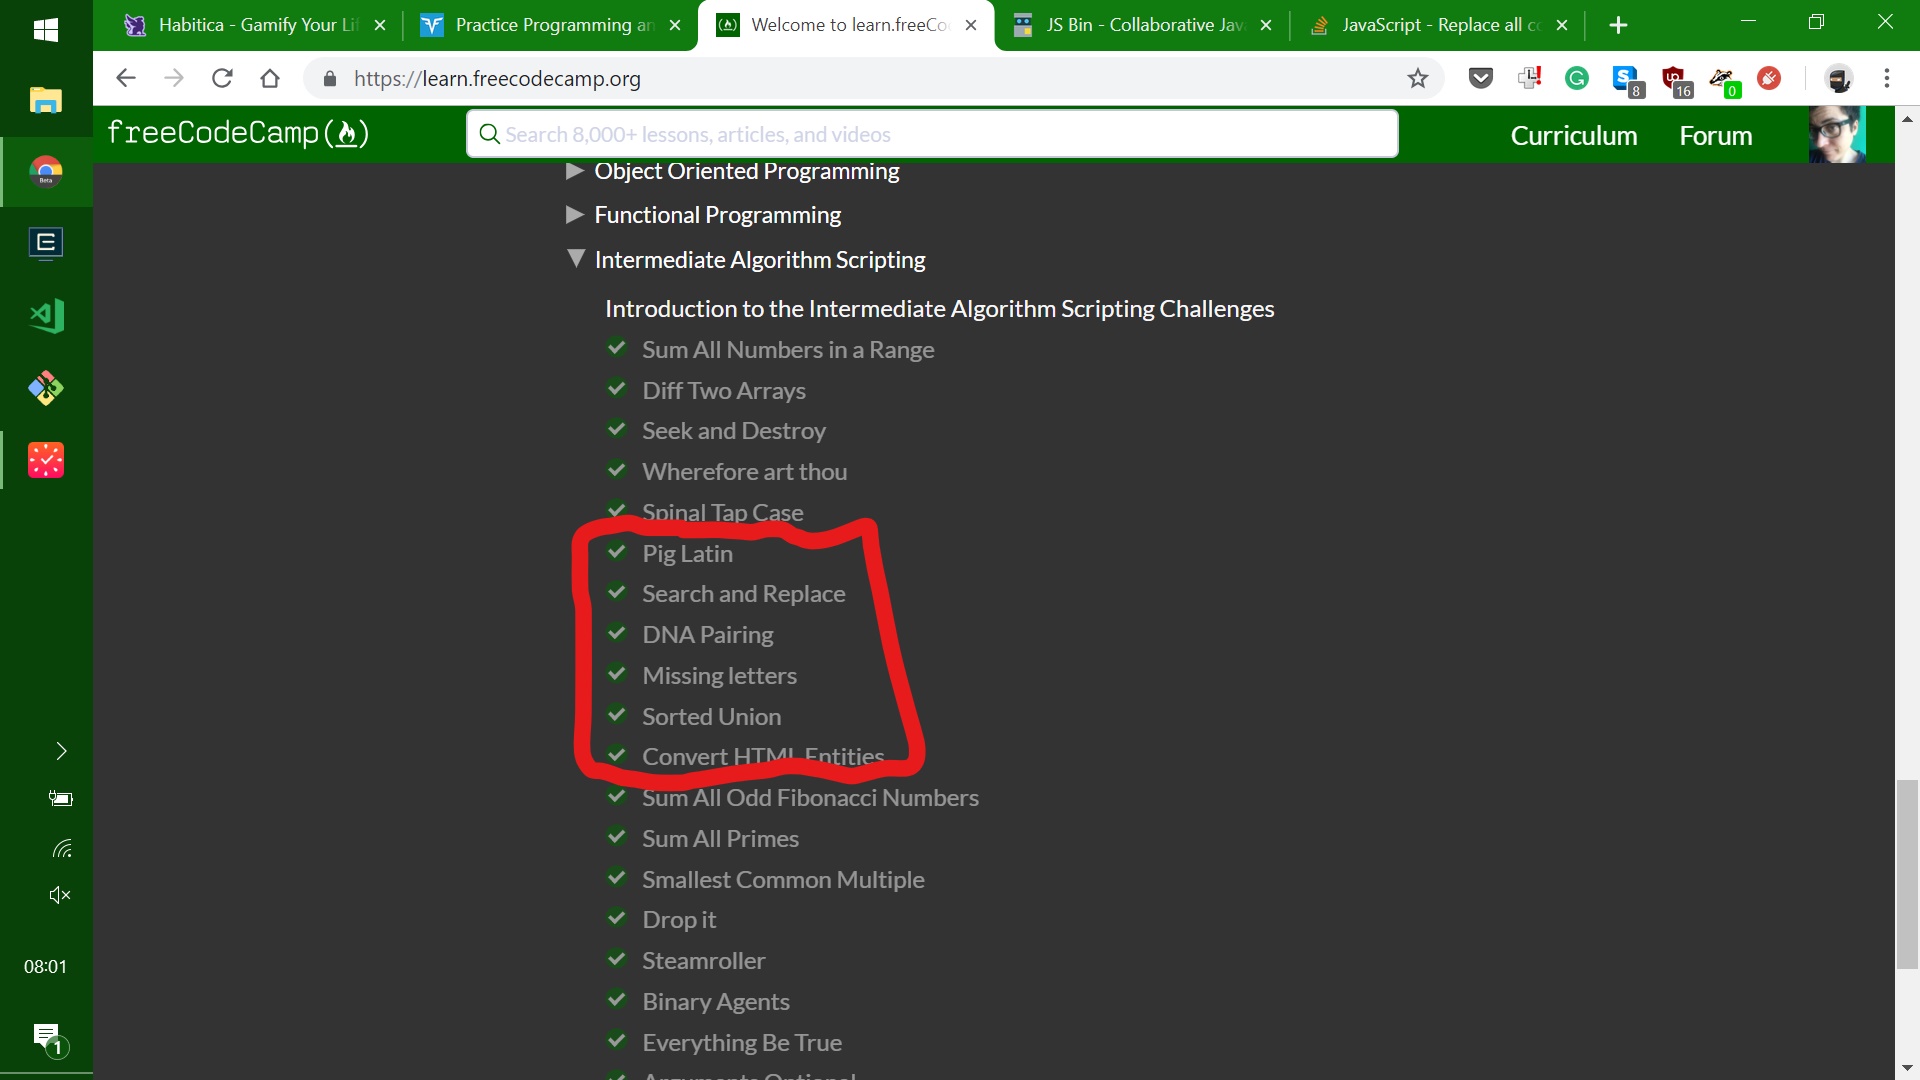 Habitica - Gamify Your Li
Practice Programming an
Welcome to learn.freeCo
JS Bin - Collaborative Jav
JavaScript - Replace all c
https://learn.freecodecamp.org
8
16
0
freeCodeCamp(🔥)
Search 8,000+ lessons, articles, and videos
Curriculum
Forum
Beta
Object Oriented Programming
Functional Programming
Intermediate Algorithm Scripting
Introduction to the Intermediate Algorithm Scripting Challenges
Sum All Numbers in a Range
Diff Two Arrays
Seek and Destroy
Wherefore art thou
Spinal Tap Case
Pig Latin
Search and Replace
DNA Pairing
Missing letters
Sorted Union
Convert HTML Entities
Sum All Odd Fibonacci Numbers
Sum All Primes
Smallest Common Multiple
Drop it
Steamroller
Binary Agents
Everything Be True
Arguments Optional
08:01
1